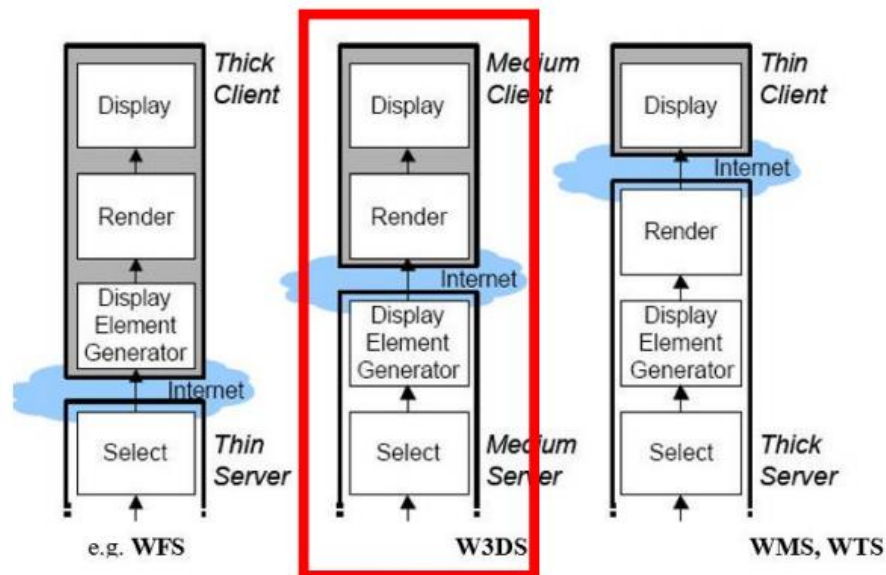 Thick
Client
Display
Render
Display
Element
Generator
Internet
Select
Thin
Server
e.g. WFS
Medium
Client
Display
Render
Internet
Display
Element
Generator
Select
Medium
Server
W3DS
Thin
Client
Display
Internet
Render
Display
Element
Generator
Select
Thick
Server
WMS, WTS